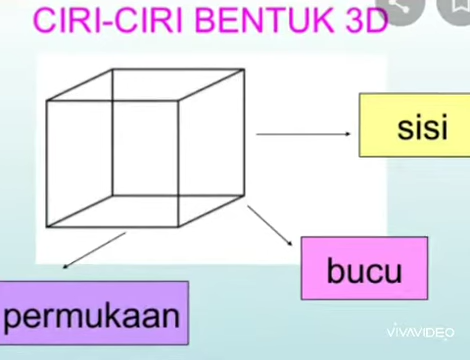 CIRI-CIRI BENTUK 3D
sisi
bucu
permukaan
VIVAVIDEO